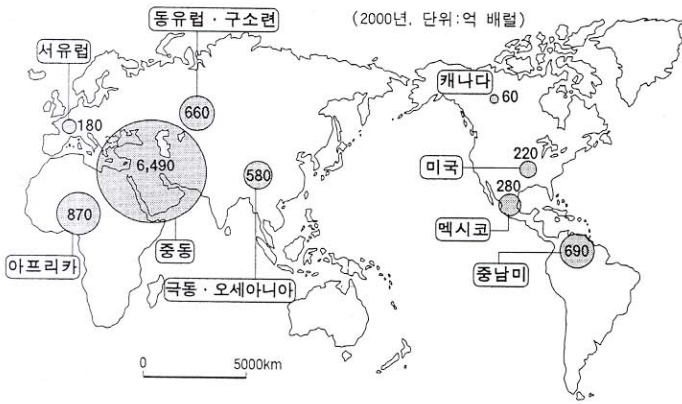 동유럽·구소련
(2000년, 단위:억 배럴)
서유럽
캐나다
60
660
180
220
미국
6,490
580
280
870
멕시코
690
중동
중남미
아프리카
극동·오세아니아
0 5000km